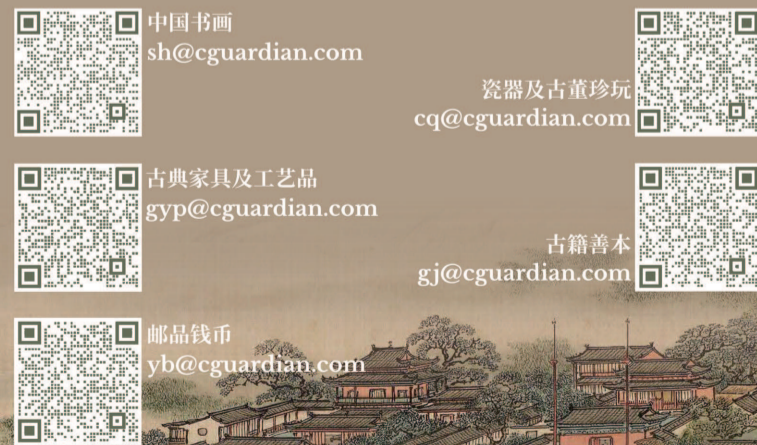 中国书画
sh@cguardian.com
瓷器及古董珍玩
cq@cguardian.com
古典家具及工艺品
gyp@cguardian.com
古籍善本
gj@cguardian.com
邮品钱币
yb@cguardian.com